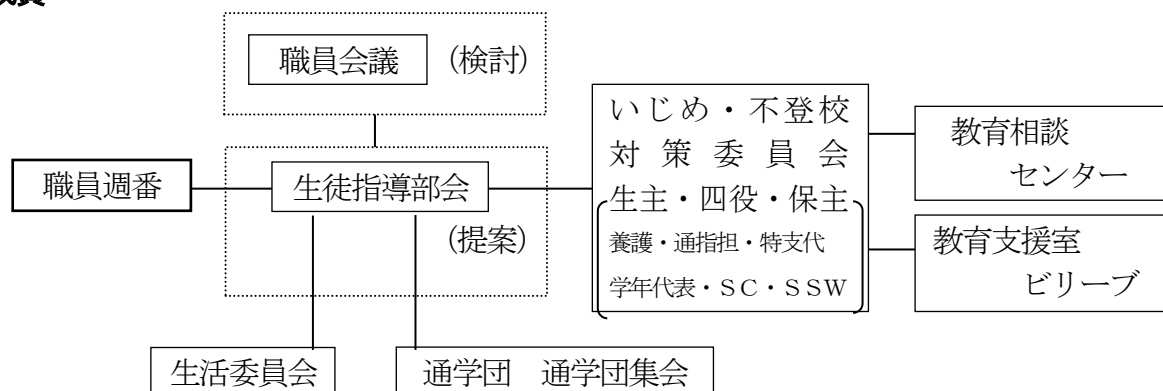 職員会議 (検討)
いじめ・不登校
対策委員会
生主・四役・保主
養護・通指担・特支代
学年代表・ＳＣ・ＳＳＷ
教育相談
センター
職員週番
生徒指導部会
(提案)
教育支援室
ビリーブ
生活委員会
通学団 通学団集会